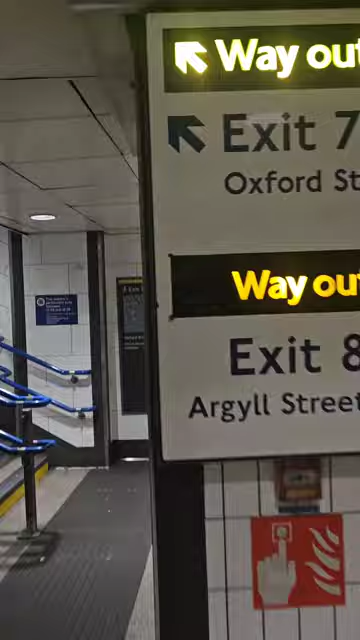 Way out
Exit 7
Oxford St
Way out
Exit 8
Argyll Street